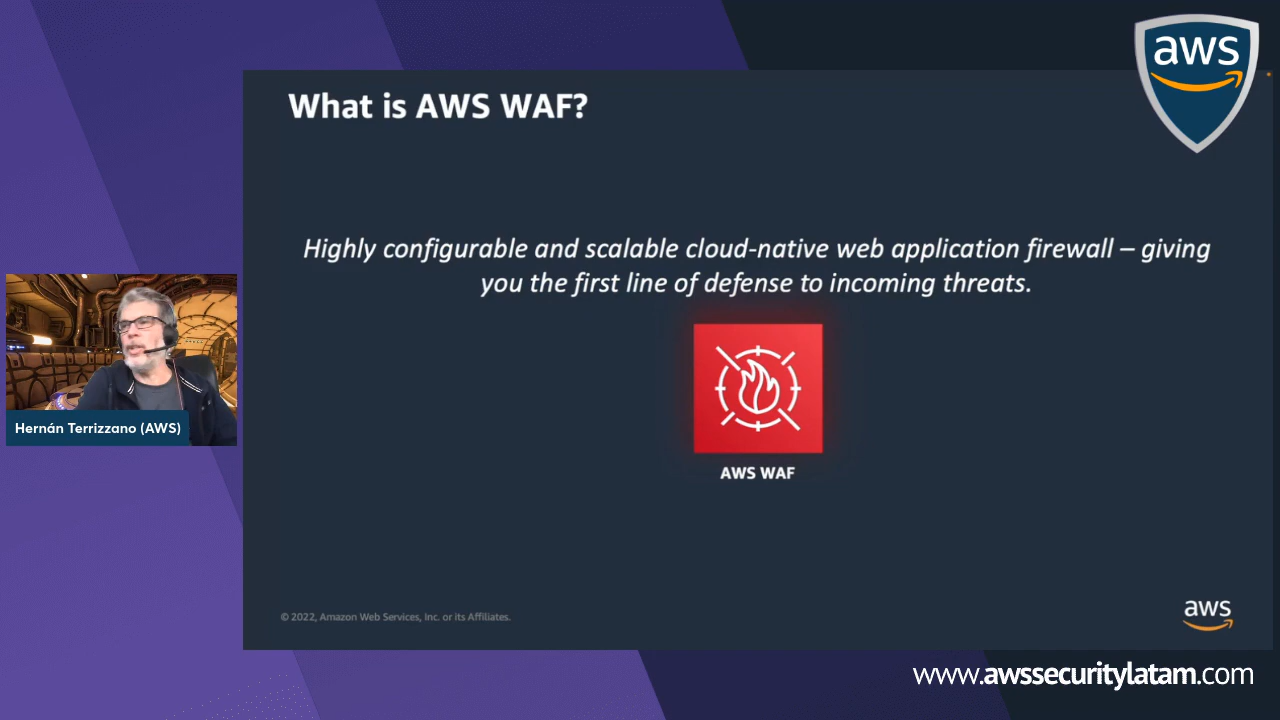 aws
What is AWS WAF?
Highly configurable and scalable cloud-native web application firewall – giving
you the first line of defense to incoming threats.
AWS WAF
Hernán Terrizzano (AWS)
© 2022, Amazon Web Services, Inc. or its Affiliates.
aws
www.awssecuritylatam.com